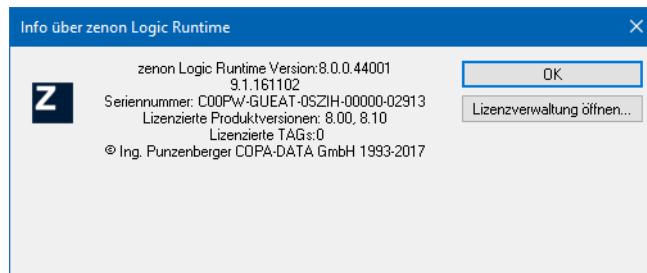 Info über zenon Logic Runtime
zenon Logic Runtime Version:8.0.0.44001
9.1.161102
Seriennummer: C00PW-GUEAT-0SZIH-00000-02913
Lizenzierte Produktversionen: 8.00, 8.10
Lizenzierte TAGs:0
© Ing. Punzenberger COPA-DATA GmbH 1993-2017
Z
OK
Lizenzverwaltung öffnen...